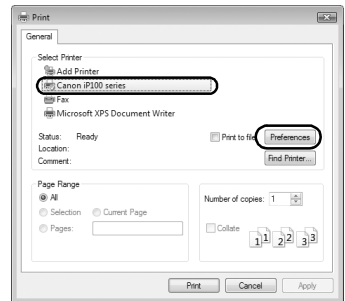 Print
General
Select Printer
Add Printer
Canon iP100 series
Fax
Microsoft XPS Document Writer
Status: Ready
Print to file
Preferences
Location:
Comment:
Find Printer...
Page Range
All
Selection
Current Page
Pages:
Number of copies: 1
Collate
1 1 2 2 3 3
Print
Cancel
Apply